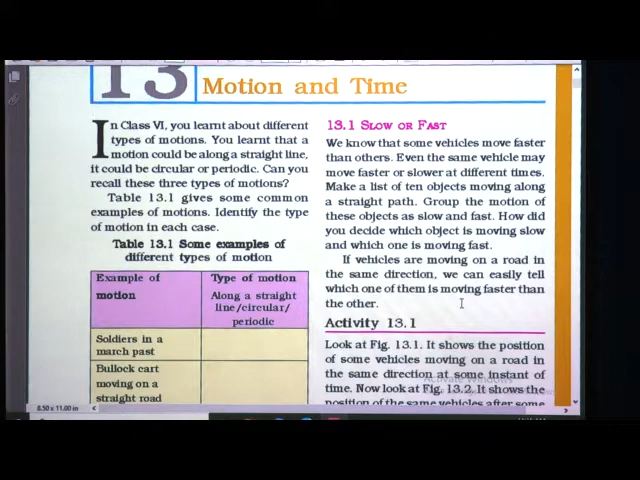 13
Motion and Time
In Class VI, you learnt about different
types of motions. You learnt that a
motion could be along a straight line,
it could be circular or periodic. Can you
recall these three types of motions?
Table 13.1 gives some common
examples of motions. Identify the type
of motion in each case.
Table 13.1 Some examples of
different types of motion
Example of
motion
Type of motion
Along a straight
line/circular/
periodic
Soldiers in a
march past
Bullock cart
moving on a
straight road
13.1 SLOW OR FAST
We know that some vehicles move faster
than others. Even the same vehicle may
move faster or slower at different times.
Make a list of ten objects moving along
a straight path. Group the motion of
these objects as slow and fast. How did
you decide which object is moving slow
and which one is moving fast.
If vehicles are moving on a road in
the same direction, we can easily tell
which one of them is moving faster than
the other.
Activity 13.1
Look at Fig. 13.1. It shows the position
of some vehicles moving on a road in
the same direction at some instant of
time. Now look at Fig. 13.2. It shows the
position of the same vehicles after some
Activate Windows
8.50 x 11.00 in